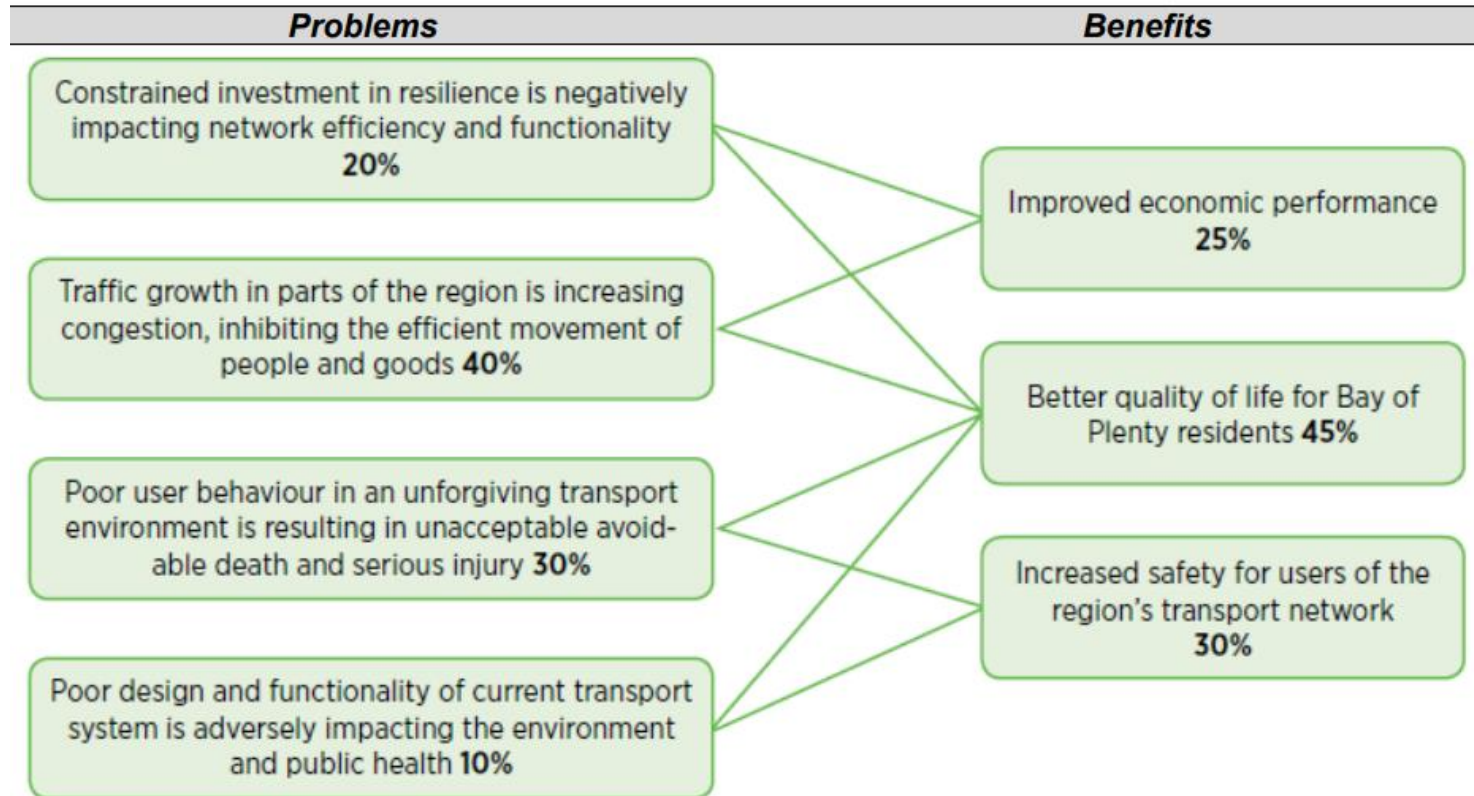 Problems
Benefits
Constrained investment in resilience is negatively
impacting network efficiency and functionality
20%
Traffic growth in parts of the region is increasing
congestion, inhibiting the efficient movement of
people and goods 40%
Poor user behaviour in an unforgiving transport
environment is resulting in unacceptable avoid-
able death and serious injury 30%
Poor design and functionality of current transport
system is adversely impacting the environment
and public health 10%
Improved economic performance
25%
Better quality of life for Bay of
Plenty residents 45%
Increased safety for users of the
region's transport network
30%